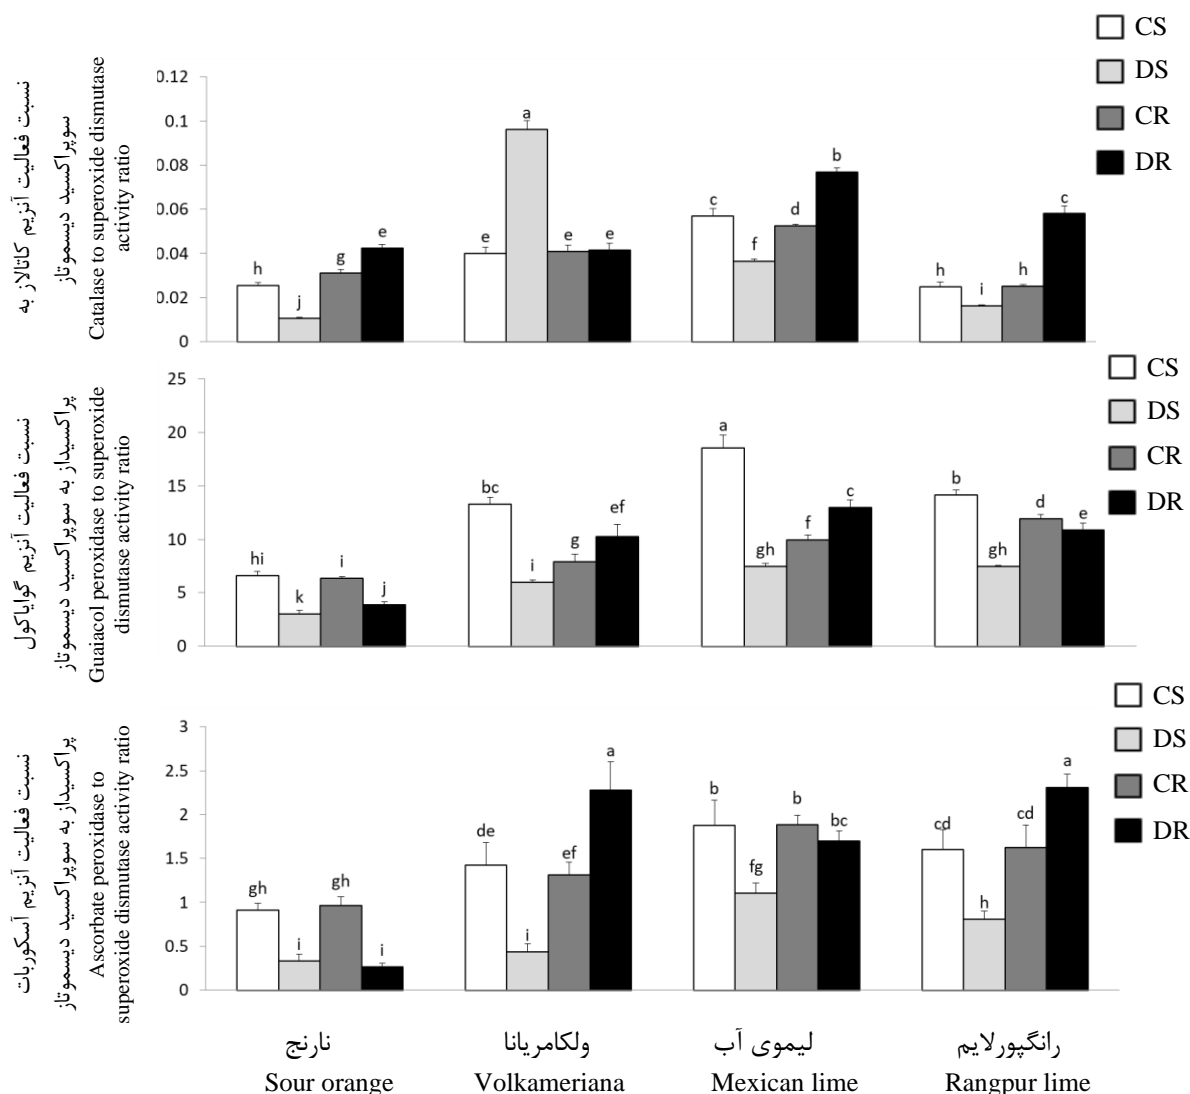 CS
DS
CR
DR
نسبت فعالیت آنزیم کاتالاز به
سوپراکسید دیسموتاز
Catalase to superoxide dismutase
activity ratio
0.12
0.1
0.08
0.06
0.04
0.02
0
h
j
g
e
e
a
e
e
c
f
d
b
h
i
h
c
CS
DS
CR
DR
نسبت فعالیت آنزیم گوایاکول
پراکسیداز به سوپراکسید دیسموتاز
Guaiacol peroxidase to superoxide
dismutase activity ratio
25
20
15
10
5
0
hi
k
i
j
bc
i
g
ef
a
gh
f
c
b
gh
d
e
CS
DS
CR
DR
نسبت فعالیت آنزیم آسکوربات
پراکسیداز به سوپراکسید دیسموتاز
Ascorbate peroxidase to
superoxide dismutase activity ratio
3
2.5
2
1.5
1
0.5
0
gh
i
gh
i
de
i
ef
a
b
fg
b
bc
cd
h
cd
a
نارنج
ولکامریانا
لیموی آب
رانگپورلایم
Sour orange
Volkameriana
Mexican lime
Rangpur lime